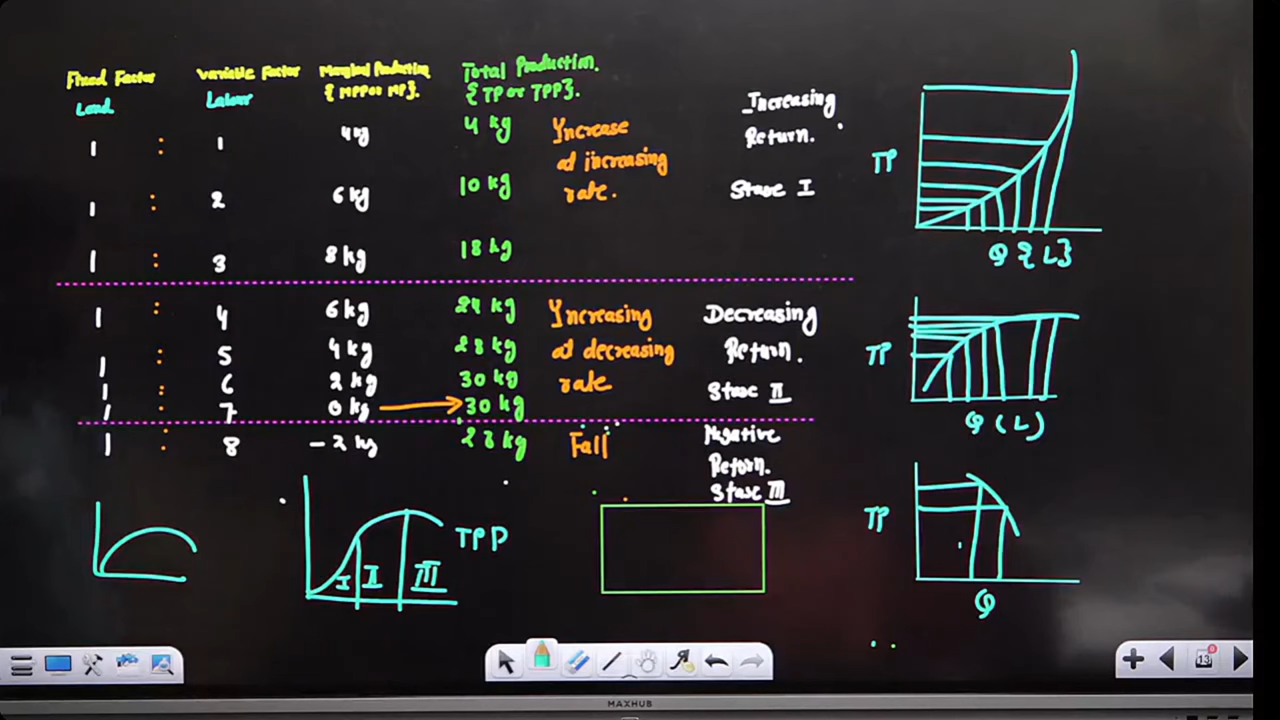 Fixed Factor Variable Factor Marginal Production Total Production.
Land. Labour { MPP or MP}. {TP or TPP}.
1 : 1 4 kg 4 kg Increase Increasing
at increasing Return.
1 : 2 6 kg 10 kg rate. Stage I
1 : 3 8 kg 18 kg
1 : 4 6 kg 24 kg Increasing Decreasing
1 : 5 4 kg 28 kg at decreasing Return.
1 : 6 2 kg 30 kg rate Stage II
1 : 7 0 kg 30 kg
1 : 8 - 2 kg 28 kg Fall Negative
Return.
Stage III
TP
Q {L}
TP
Q (L)
TP
Q
I II III TPP
13
MAXHUB